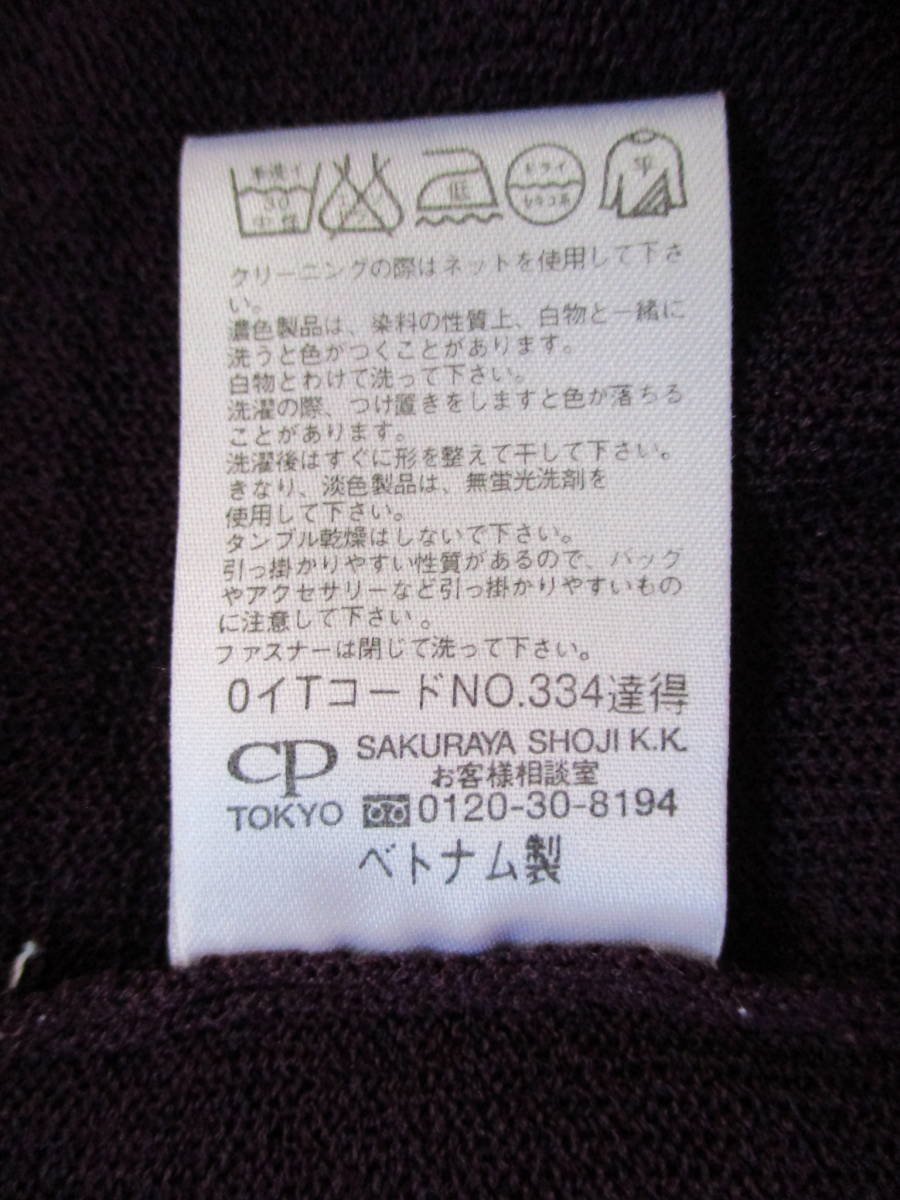 手洗イ
30
中性
低
ドライ
セキユ系
平
クリーニングの際はネットを使用して下さ
い。
濃色製品は、染料の性質上、白物と一緒に
洗うと色がつくことがあります。
白物とわけて洗って下さい。
洗濯の際、つけ置きをしますと色が落ちる
ことがあります。
洗濯後はすぐに形を整えて干して下さい。
きなり、淡色製品は、無蛍光洗剤を
使用して下さい。
タンブル乾燥はしないで下さい。
引っ掛かりやすい性質があるので、バッグ
やアクセサリーなど引っ掛かりやすいもの
に注意して下さい。
ファスナーは閉じて洗って下さい。
0イTコードNO.334達得
CP SAKURAYA SHOJI K.K.
お客様相談室
TOKYO 0120-30-8194
ベトナム製